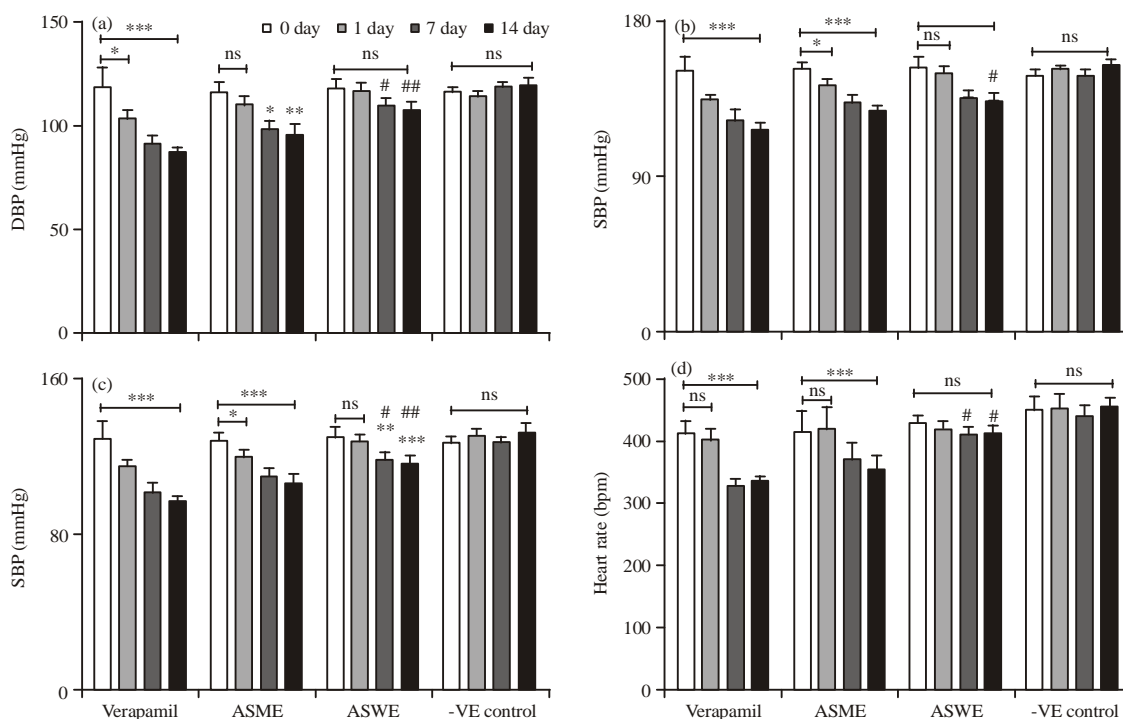 (a)
0 day 1 day 7 day 14 day
150
100
50
0
DBP (mmHg)
***
*
ns
*
**
ns
#
##
ns
(b)
180
90
0
SBP (mmHg)
***
***
*
ns
#
ns
(c)
160
80
0
SBP (mmHg)
***
***
*
ns
#
**
##
***
ns
Verapamil ASME ASWE -VE control
(d)
500
400
300
200
100
0
Heart rate (bpm)
***
ns
***
ns
ns
#
#
ns
Verapamil ASME ASWE -VE control